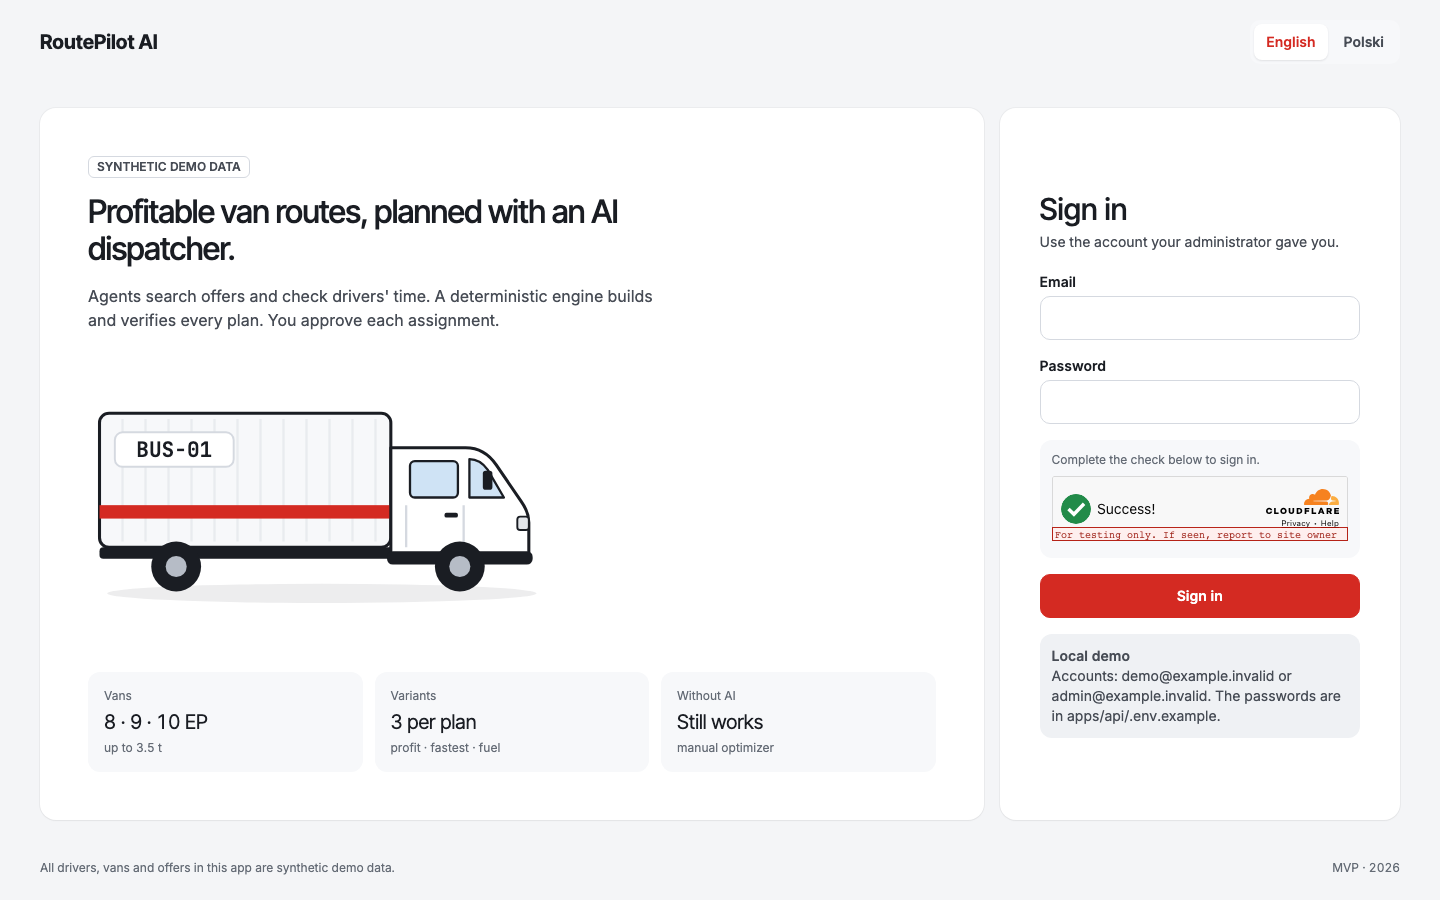 RoutePilot AI
English
Polski
SYNTHETIC DEMO DATA
Profitable van routes, planned with an AI
dispatcher.
Agents search offers and check drivers' time. A deterministic engine builds
and verifies every plan. You approve each assignment.
BUS-01
Vans
8 · 9 · 10 EP
up to 3.5 t
Variants
3 per plan
profit · fastest · fuel
Without AI
Still works
manual optimizer
Sign in
Use the account your administrator gave you.
Email
Password
Complete the check below to sign in.
Success!
CLOUDFLARE
Privacy • Help
For testing only. If seen, report to site owner
Sign in
Local demo
Accounts: demo@example.invalid or
admin@example.invalid. The passwords are
in apps/api/.env.example.
All drivers, vans and offers in this app are synthetic demo data.
MVP · 2026